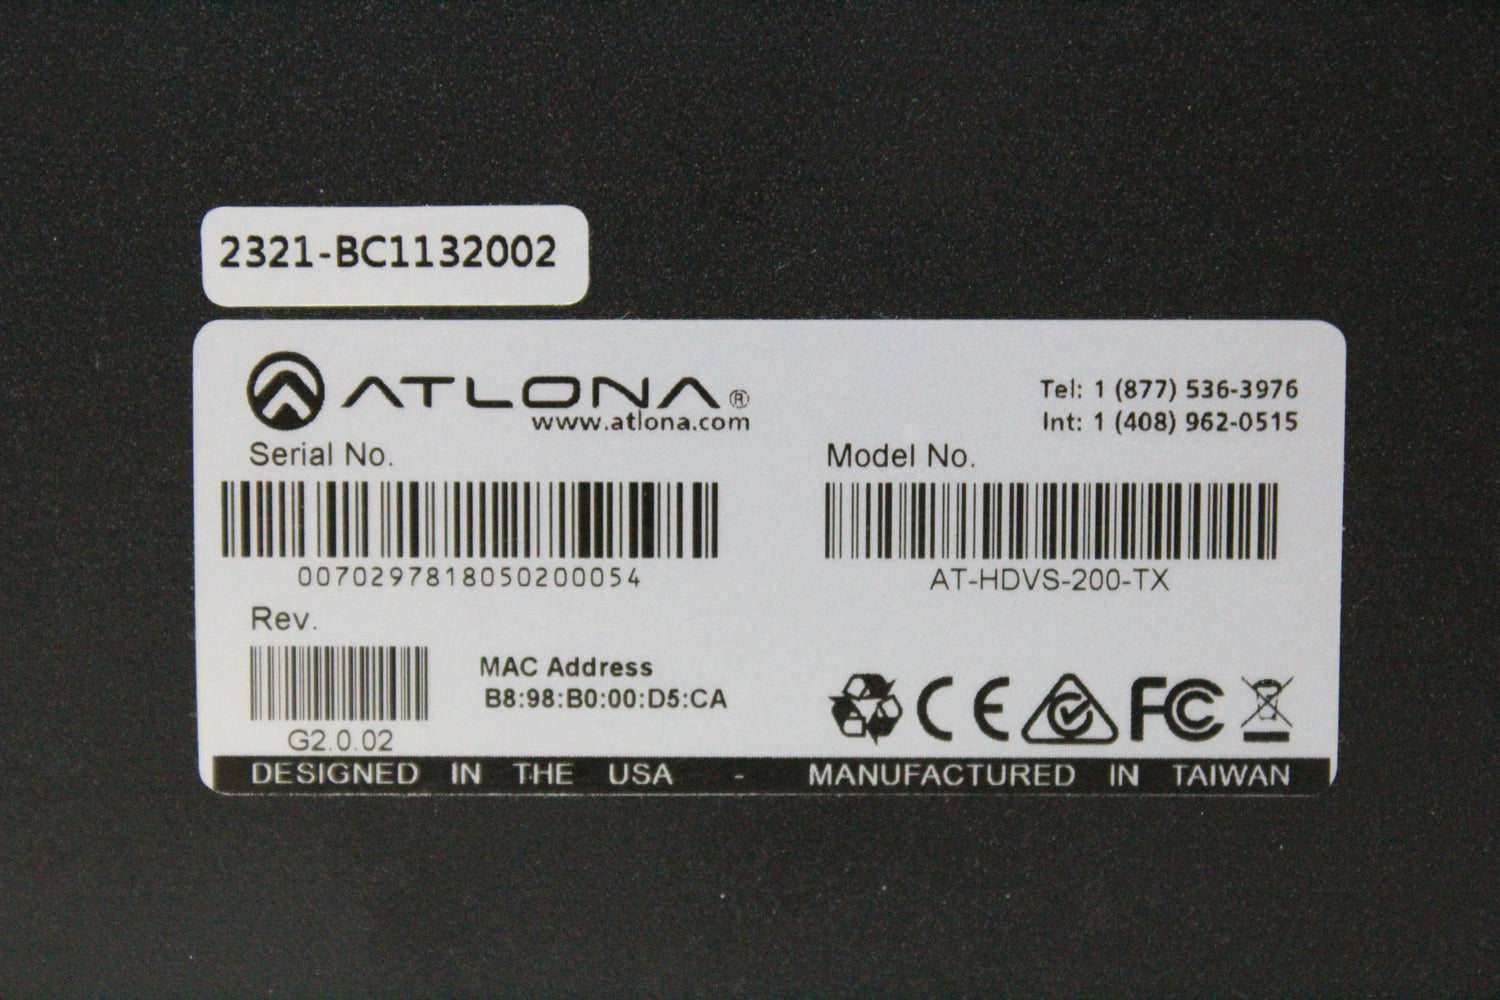 2321-BC1132002
ATLONA®
www.atlona.com
Tel: 1 (877) 536-3976
Int: 1 (408) 962-0515
Serial No.
0070297818050200054
Model No.
AT-HDVS-200-TX
Rev.
G2.0.02
MAC Address
B8:98:B0:00:D5:CA
CE FC
DESIGNED IN THE USA - MANUFACTURED IN TAIWAN